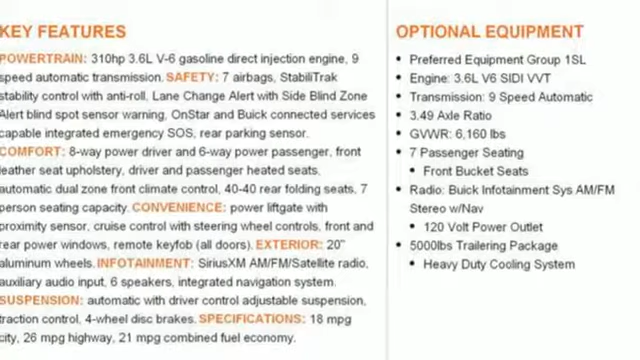 KEY FEATURES
POWERTRAIN: 310hp 3.6L V-6 gasoline direct injection engine, 9
speed automatic transmission. SAFETY: 7 airbags, StabiliTrak
stability control with anti-roll, Lane Change Alert with Side Blind Zone
Alert blind spot sensor warning, OnStar and Buick connected services
capable integrated emergency SOS, rear parking sensor.
COMFORT: 8-way power driver and 6-way power passenger, front
leather seat upholstery, driver and passenger heated seats,
automatic dual zone front climate control, 40-40 rear folding seats, 7
person seating capacity. CONVENIENCE: power liftgate with
proximity sensor, cruise control with steering wheel controls, front and
rear power windows, remote keyfob (all doors). EXTERIOR: 20"
aluminum wheels. INFOTAINMENT: SiriusXM AM/FM/Satellite radio,
auxiliary audio input, 6 speakers, integrated navigation system.
SUSPENSION: automatic with driver control adjustable suspension,
traction control, 4-wheel disc brakes. SPECIFICATIONS: 18 mpg
city, 26 mpg highway, 21 mpg combined fuel economy.
OPTIONAL EQUIPMENT
• Preferred Equipment Group 1SL
• Engine: 3.6L V6 SIDI VVT
• Transmission: 9 Speed Automatic
• 3.49 Axle Ratio
• GVWR: 6,160 lbs
• 7 Passenger Seating
• Front Bucket Seats
• Radio: Buick Infotainment Sys AM/FM
Stereo w/Nav
• 120 Volt Power Outlet
• 5000lbs Trailering Package
• Heavy Duty Cooling System